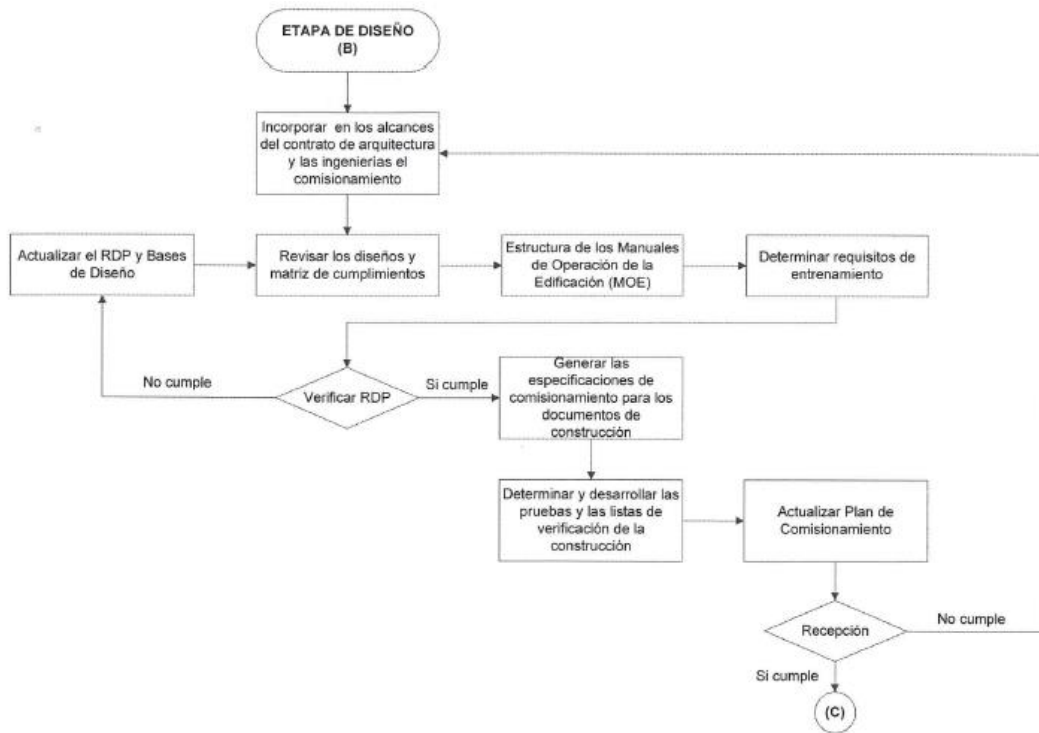 ETAPA DE DISEÑO
(B)
Incorporar en los alcances
del contrato de arquitectura
y las ingenierías el
comisionamiento
Actualizar el RDP y Bases
de Diseño
Revisar los diseños y
matriz de cumplimientos
Estructura de los Manuales
de Operación de la
Edificación (MOE)
Determinar requisitos de
entrenamiento
No cumple
Verificar RDP
Si cumple
Generar las
especificaciones de
comisionamiento para los
documentos de
construcción
Determinar y desarrollar las
pruebas y las listas de
verificación de la
construcción
Actualizar Plan de
Comisionamiento
Recepción
No cumple
Si cumple
(C)